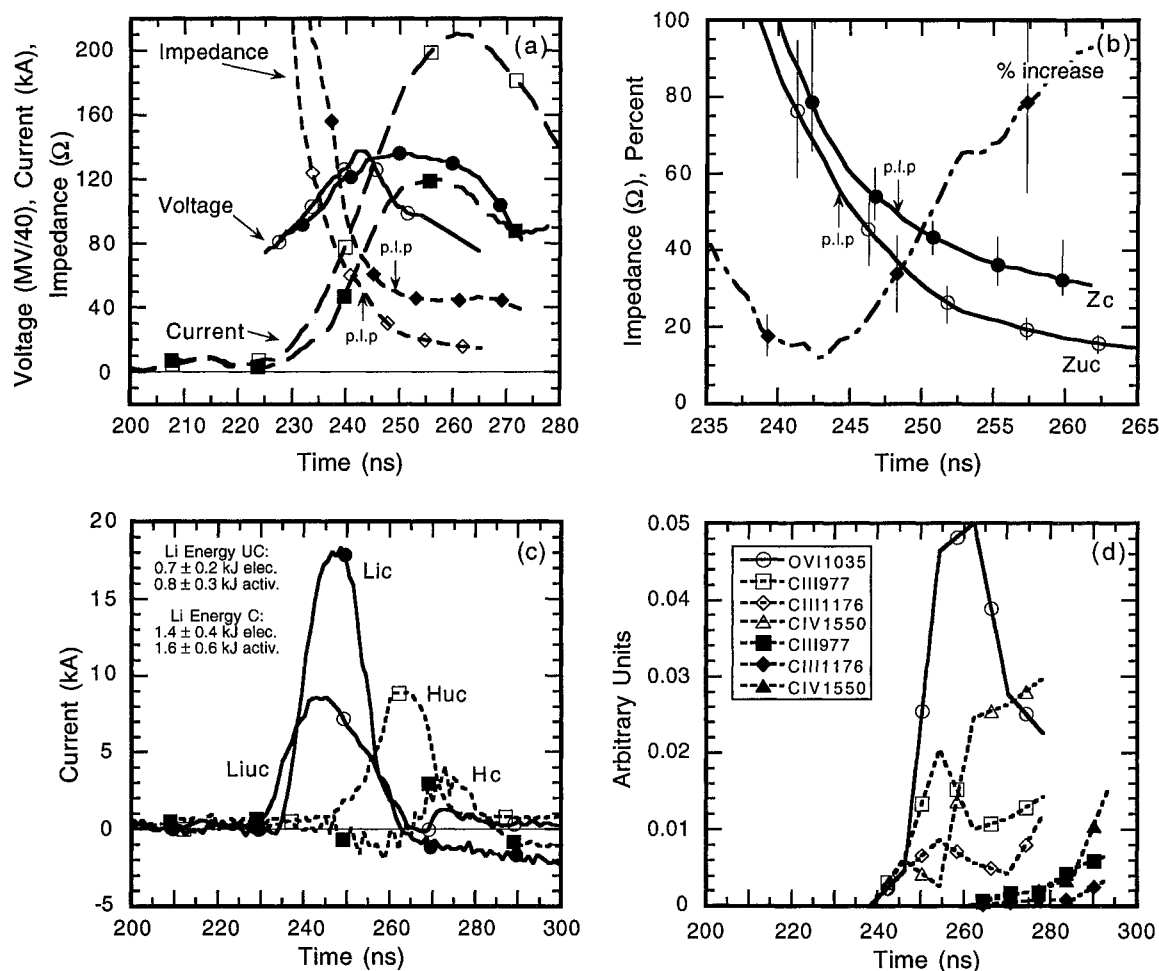 (a)
200
160
120
80
40
0
Voltage (MV/40), Current (kA),
Impedance (Ω)
Impedance
Voltage
Current
p.l.p
p.l.p
200 210 220 230 240 250 260 270 280
Time (ns)
(b)
100
80
60
40
20
0
Impedance (Ω), Percent
% increase
p.l.p
p.l.p
Zc
Zuc
235 240 245 250 255 260 265
Time (ns)
(c)
20
15
10
5
0
-5
Current (kA)
Li Energy UC:
0.7 ± 0.2 kJ elec.
0.8 ± 0.3 kJ activ.
Li Energy C:
1.4 ± 0.4 kJ elec.
1.6 ± 0.6 kJ activ.
Lic
Liuc
Huc
Hc
200 220 240 260 280 300
Time (ns)
(d)
0.05
0.04
0.03
0.02
0.01
0
Arbitrary Units
OVI1035
CIII977
CIII1176
CIV1550
CIII977
CIII1176
CIV1550
200 220 240 260 280 300
Time (ns)